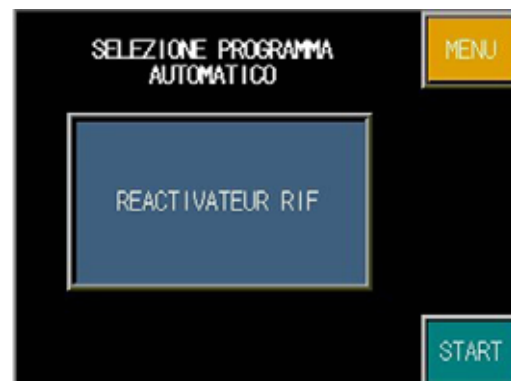 SELEZIONE PROGRAMMA
AUTOMATICO
MENU
REACTIVATEUR RIF
START